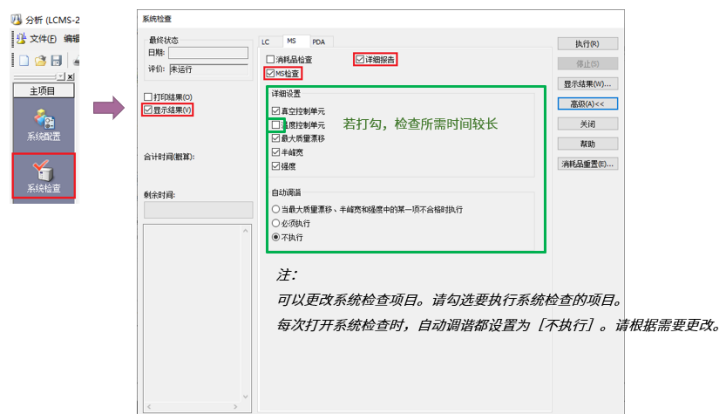 分析 (LCMS-2
文件(F) 编辑
主项目
系统配置
系统检查
系统检查
最终状态
日期:
评价: 未运行
打印结果(O)
显示结果(V)
合计时间(概算):
剩余时间:
LC MS PDA
消耗品检查 详细报告
MS检查
详细设置
真空控制单元
温度控制单元
若打勾，检查所需时间较长
最大质量漂移
半峰宽
强度
自动调谐
当最大质量漂移、半峰宽和强度中的某一项不合格时执行
必须执行
不执行
执行(R)
停止(S)
显示结果(W)...
高级(A)<<
关闭
帮助
消耗品重置(E)...
注：
可以更改系统检查项目。请勾选要执行系统检查的项目。
每次打开系统检查时，自动调谐都设置为［不执行］。请根据需要更改。